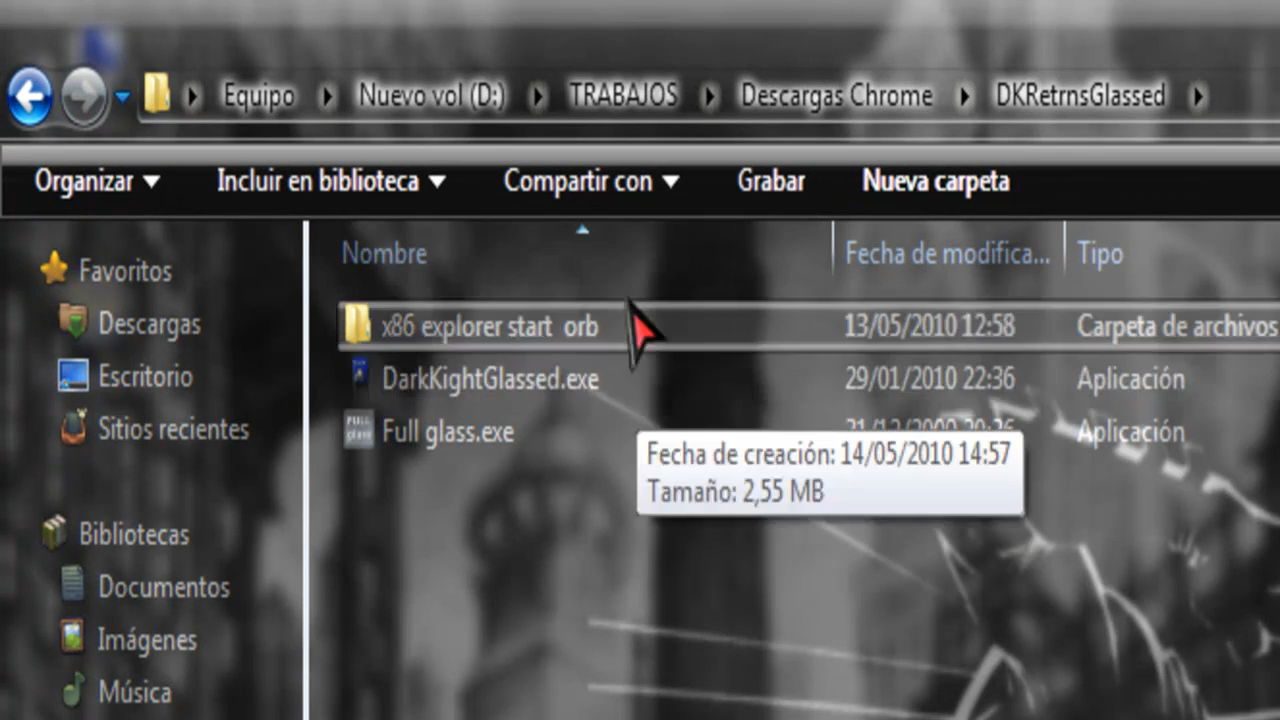 Equipo Nuevo vol (D:) TRABAJOS Descargas Chrome DKRetrnsGlassed
Organizar Incluir en biblioteca Compartir con Grabar Nueva carpeta
Nombre Fecha de modifica... Tipo
Favoritos
Descargas
Escritorio
Sitios recientes
Bibliotecas
Documentos
Imágenes
Música
x86 explorer start orb 13/05/2010 12:58 Carpeta de archivos
DarkKightGlassed.exe 29/01/2010 22:36 Aplicación
Full glass.exe Aplicación
Fecha de creación: 14/05/2010 14:57
Tamaño: 2,55 MB